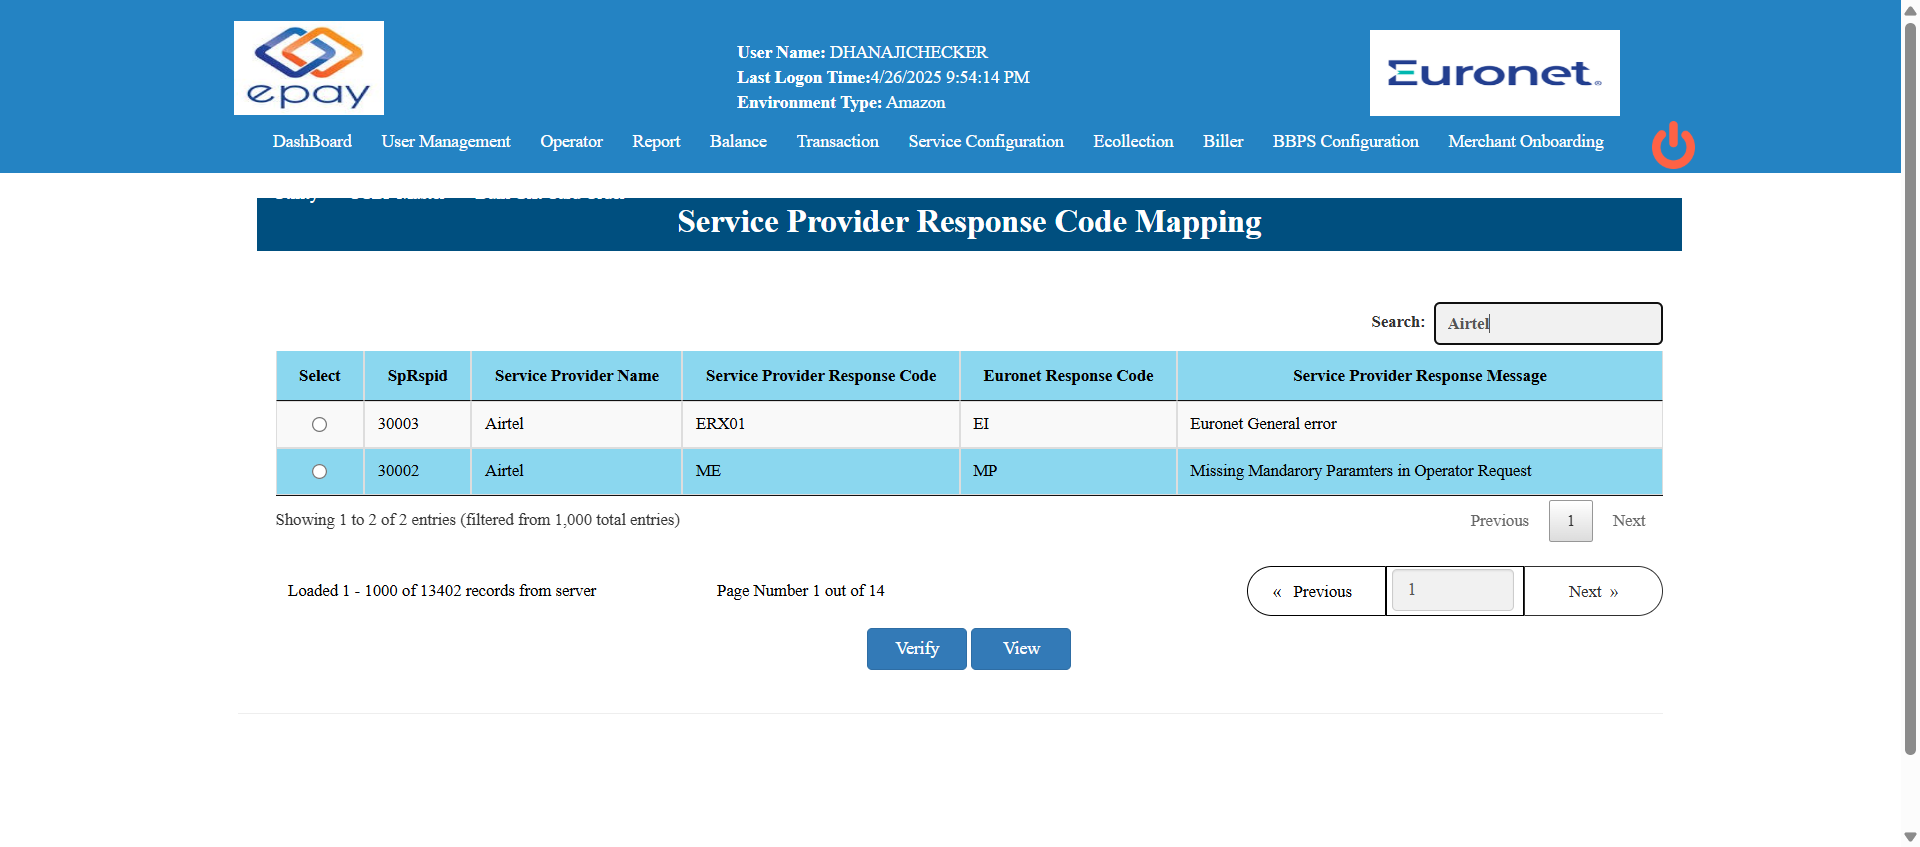 epay
User Name: DHANAJICHECKER
Last Logon Time:4/26/2025 9:54:14 PM
Environment Type: Amazon
Euronet
DashBoard User Management Operator Report Balance Transaction Service Configuration Ecollection Biller BBPS Configuration Merchant Onboarding
Service Provider Response Code Mapping
Search: Airtel
Select SpRspid Service Provider Name Service Provider Response Code Euronet Response Code Service Provider Response Message
30003 Airtel ERX01 EI Euronet General error
30002 Airtel ME MP Missing Mandarory Paramters in Operator Request
Showing 1 to 2 of 2 entries (filtered from 1,000 total entries) Previous 1 Next
Loaded 1 - 1000 of 13402 records from server Page Number 1 out of 14 « Previous 1 Next »
Verify View